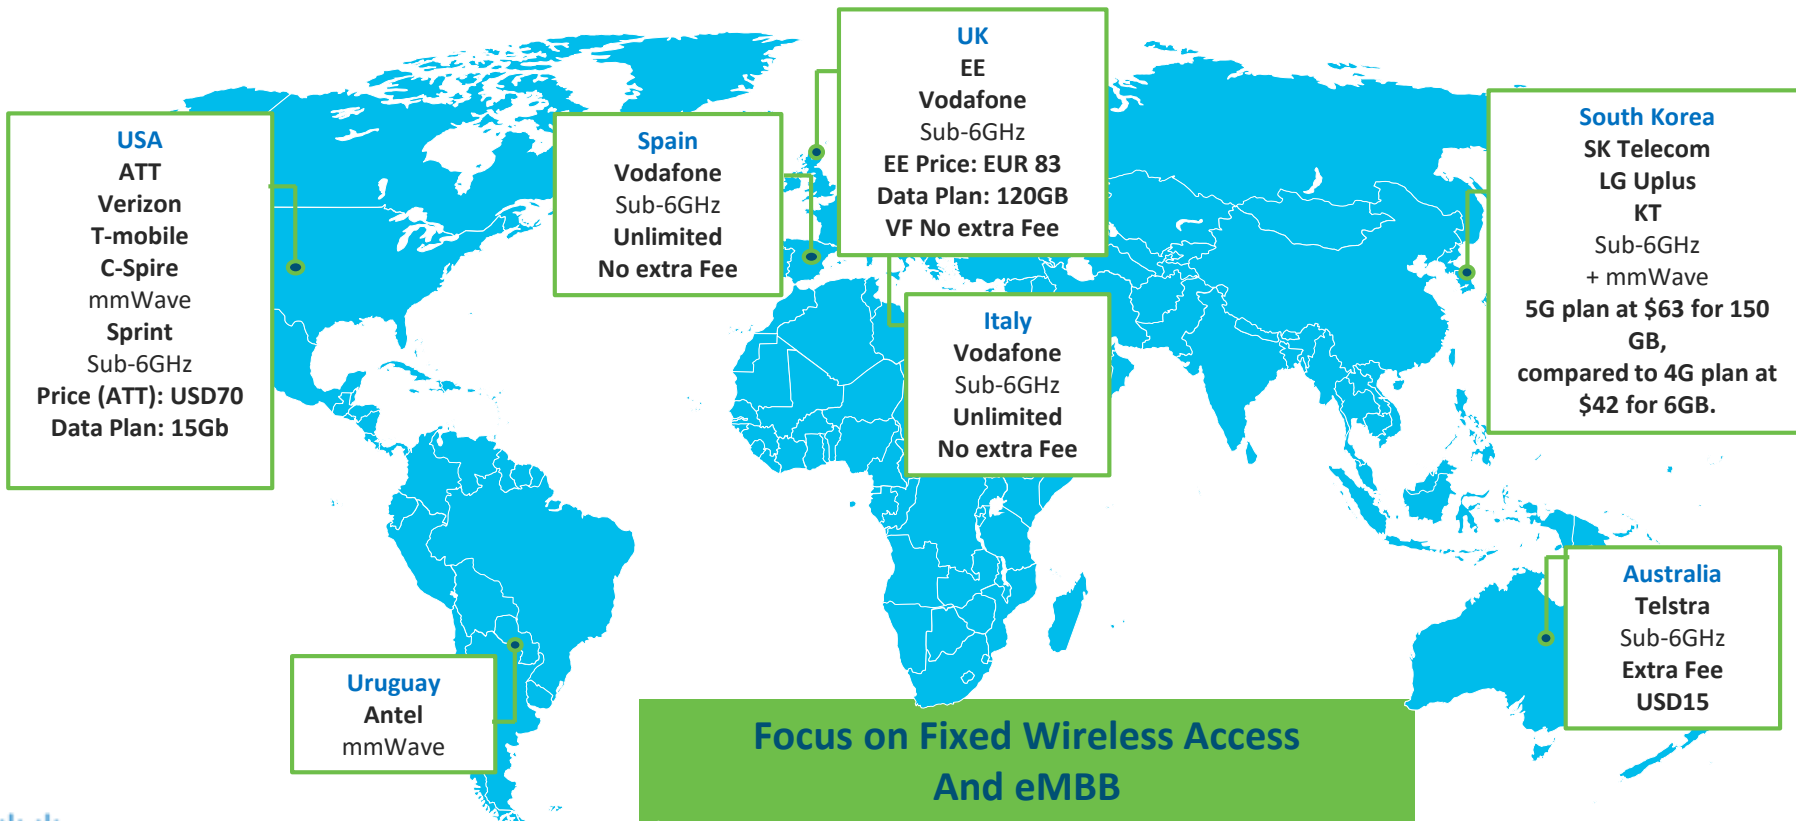 USA
ATT
Verizon
T-mobile
C-Spire
mmWave
Sprint
Sub-6GHz
Price (ATT): USD70
Data Plan: 15Gb
Spain
Vodafone
Sub-6GHz
Unlimited
No extra Fee
UK
EE
Vodafone
Sub-6GHz
EE Price: EUR 83
Data Plan: 120GB
VF No extra Fee
Italy
Vodafone
Sub-6GHz
Unlimited
No extra Fee
South Korea
SK Telecom
LG Uplus
KT
Sub-6GHz
+ mmWave
5G plan at $63 for 150
GB,
compared to 4G plan at
$42 for 6GB.
Uruguay
Antel
mmWave
Australia
Telstra
Sub-6GHz
Extra Fee
USD15
Focus on Fixed Wireless Access
And eMBB